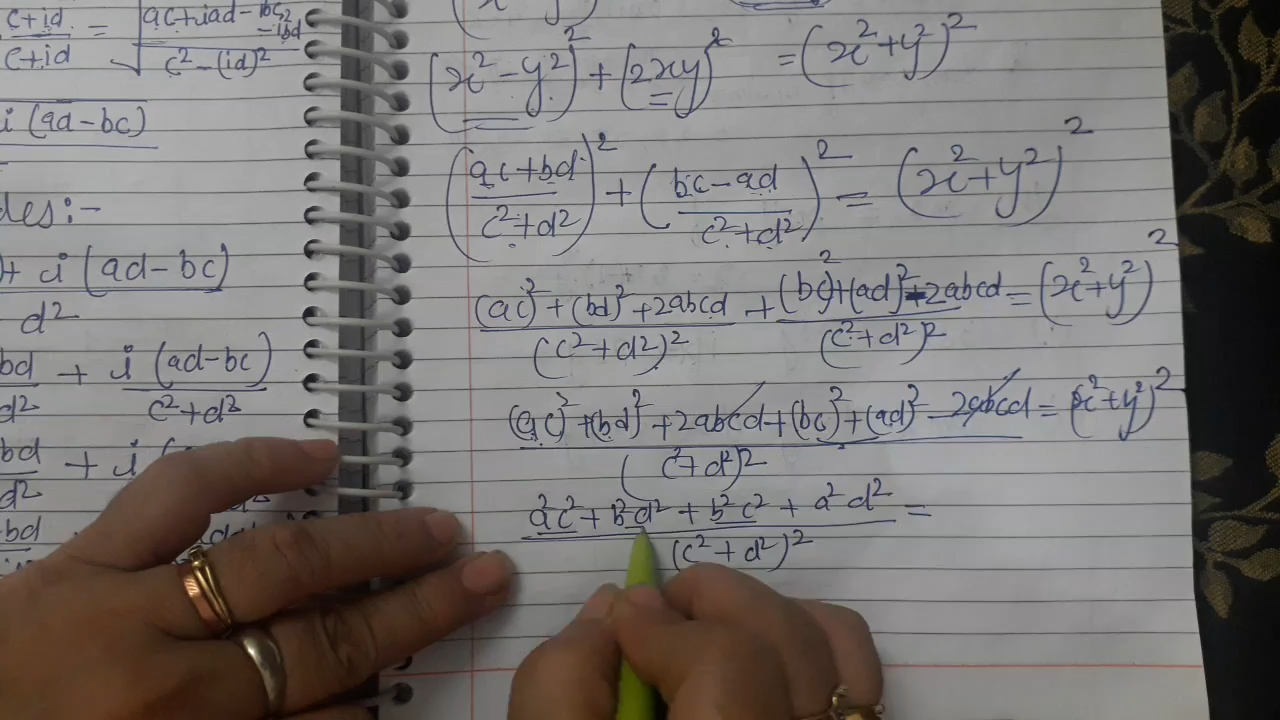 c+id/c+id = √(ac+iad-ibc-i²bd)/(c²-(id)²)
i(ad-bc)
des:-
+ i(ad-bc)
d²
bd/d² + i(ad-bc)/(c²+d²)
bd/d² + i
bd
(x²-y²)² + (2xy)² = (x²+y²)²
((ac+bd)/(c²+d²))² + ((bc-ad)/(c²+d²))² = (x²+y²)²
((ac)²+(bd)²+2abcd)/(c²+d²)² + ((bc)²+(ad)²-2abcd)/(c²+d²)² = (x²+y²)²
((ac)²+(bd)²+2abcd+(bc)²+(ad)²-2abcd)/(c²+d²)² = (x²+y²)²
(a²c²+b²d²+b²c²+a²d²)/(c²+d²)² =